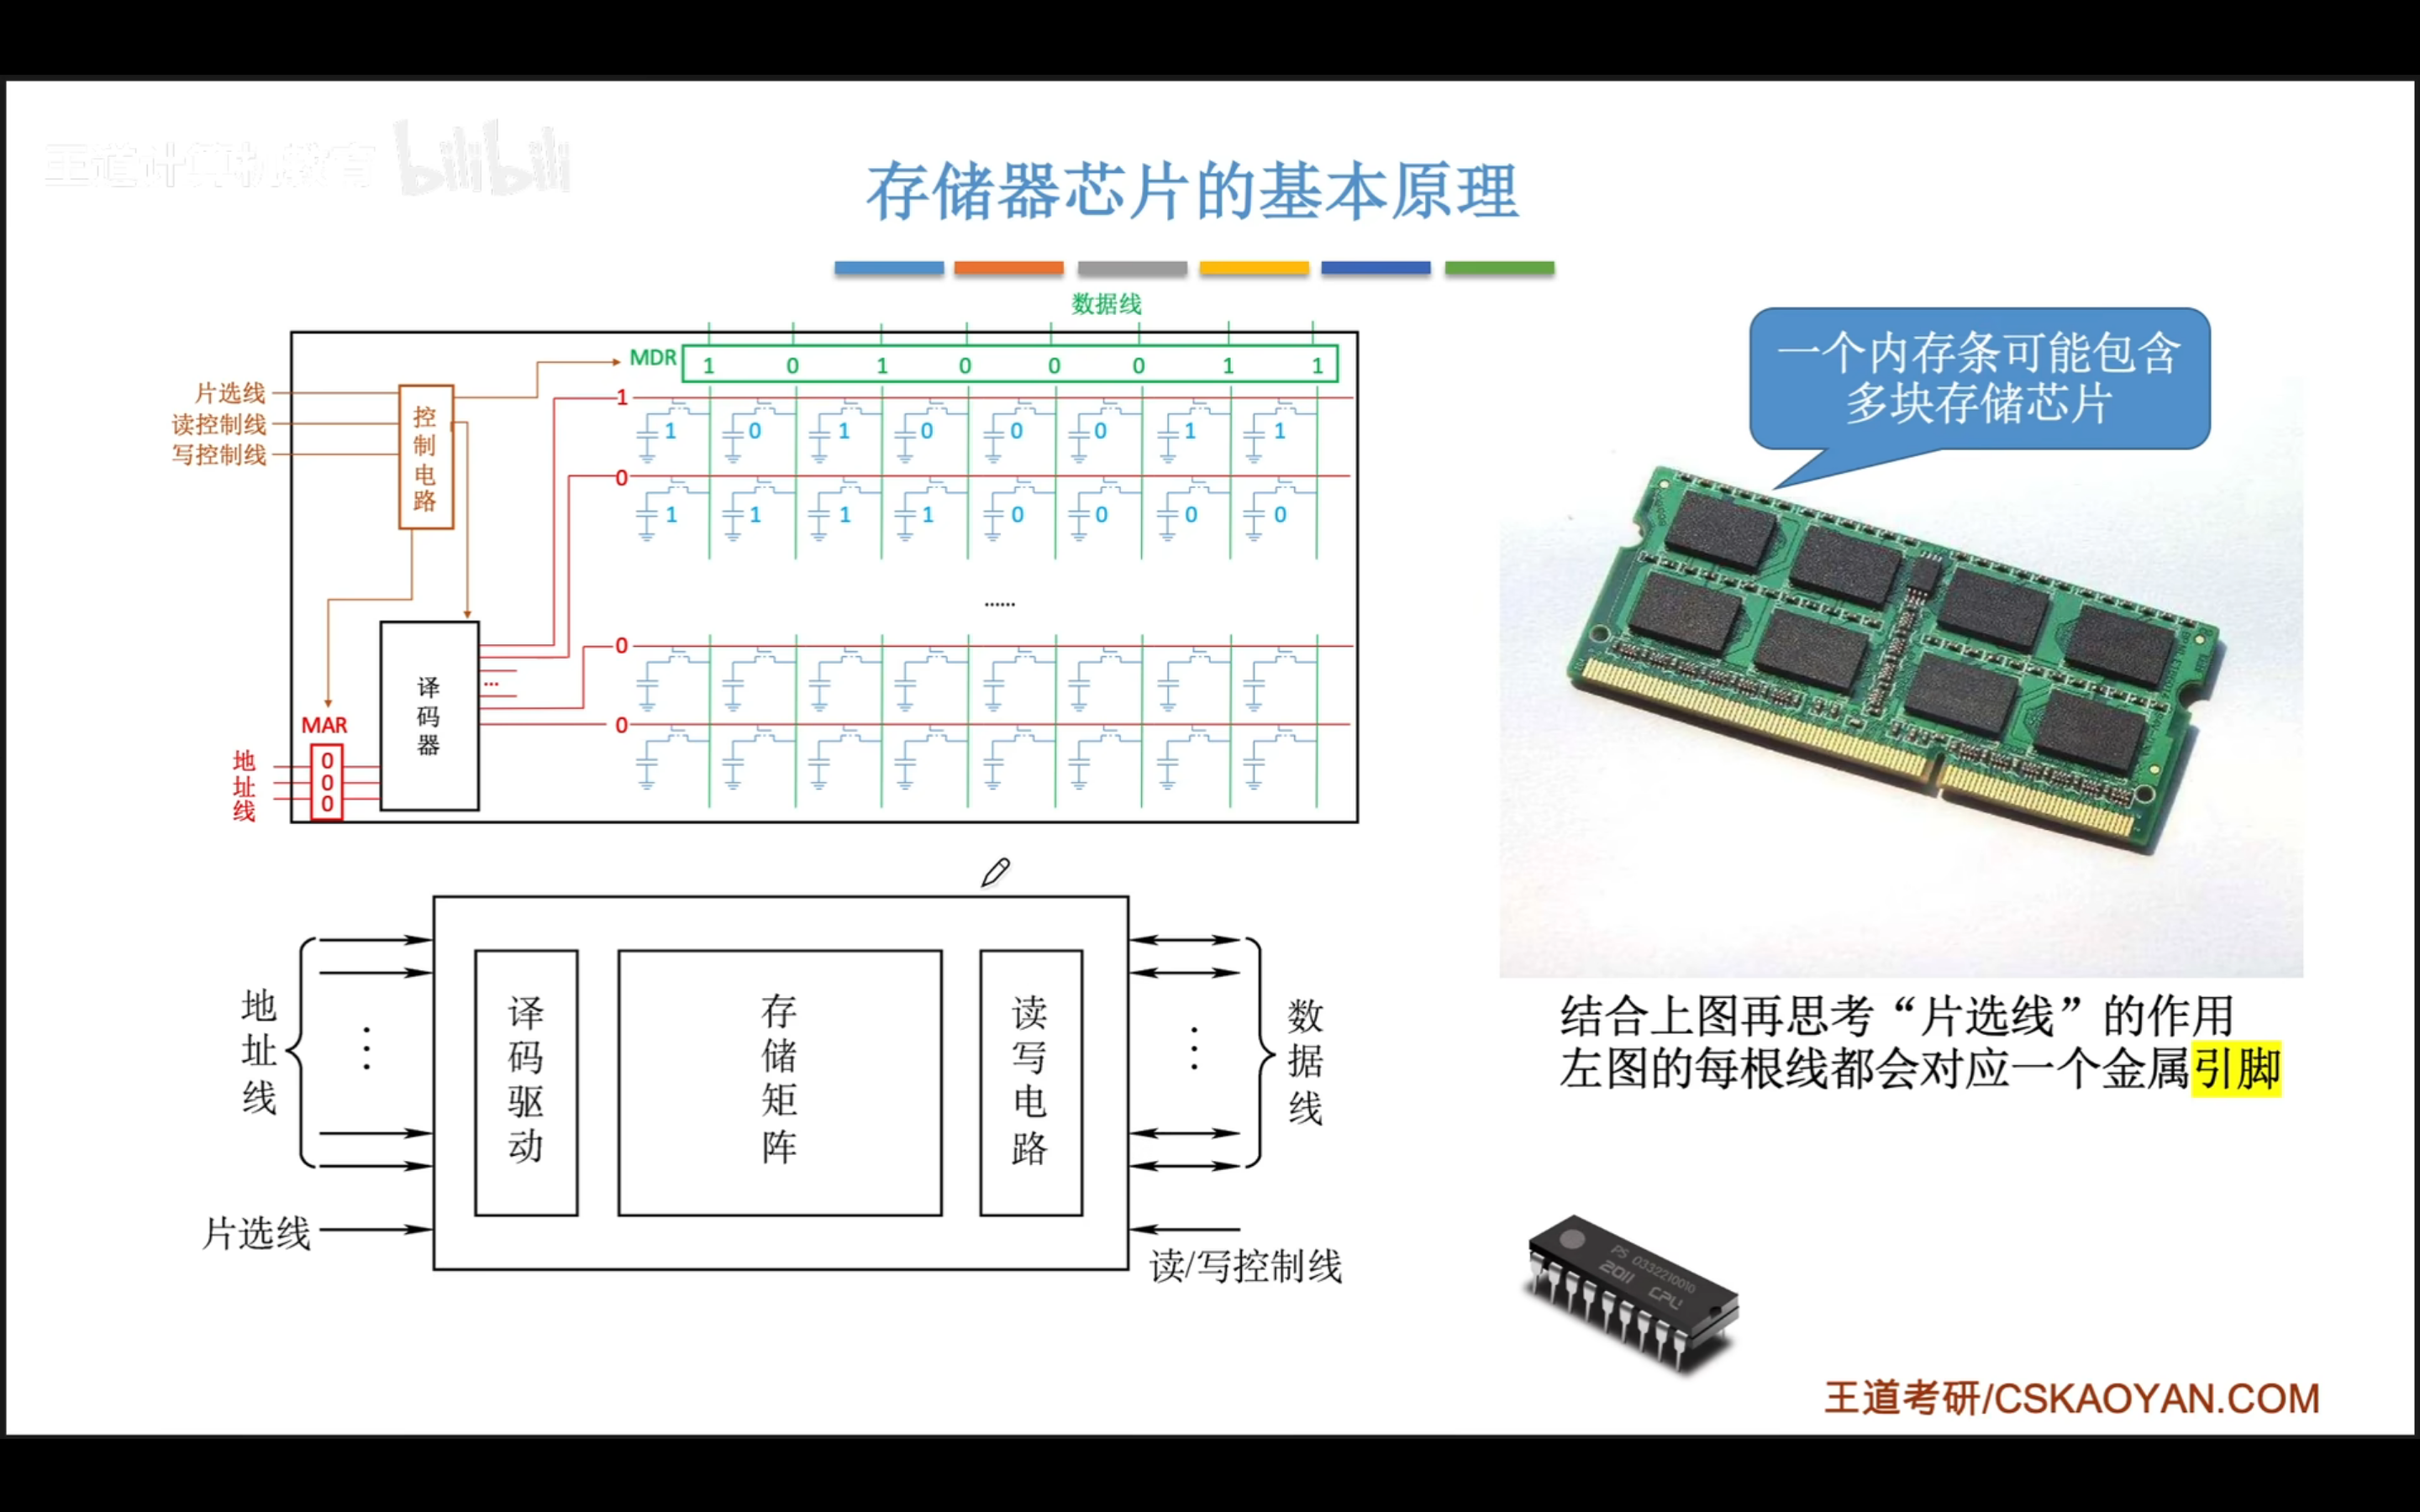 王道计算机教育 bilibili
存储器芯片的基本原理
数据线
MDR 1 0 1 0 0 0 1 1
片选线
读控制线
写控制线
控制电路
1
1 0 1 0 0 0 1 1
0
1 1 1 1 0 0 0 0
......
0
0
译码器
...
MAR
0
0
0
地址线
一个内存条可能包含
多块存储芯片
地址线
片选线
译码驱动
存储矩阵
读写电路
数据线
读/写控制线
结合上图再思考“片选线”的作用
左图的每根线都会对应一个金属引脚
PS 0332210010
2011 CPU
王道考研/CSKAOYAN.COM